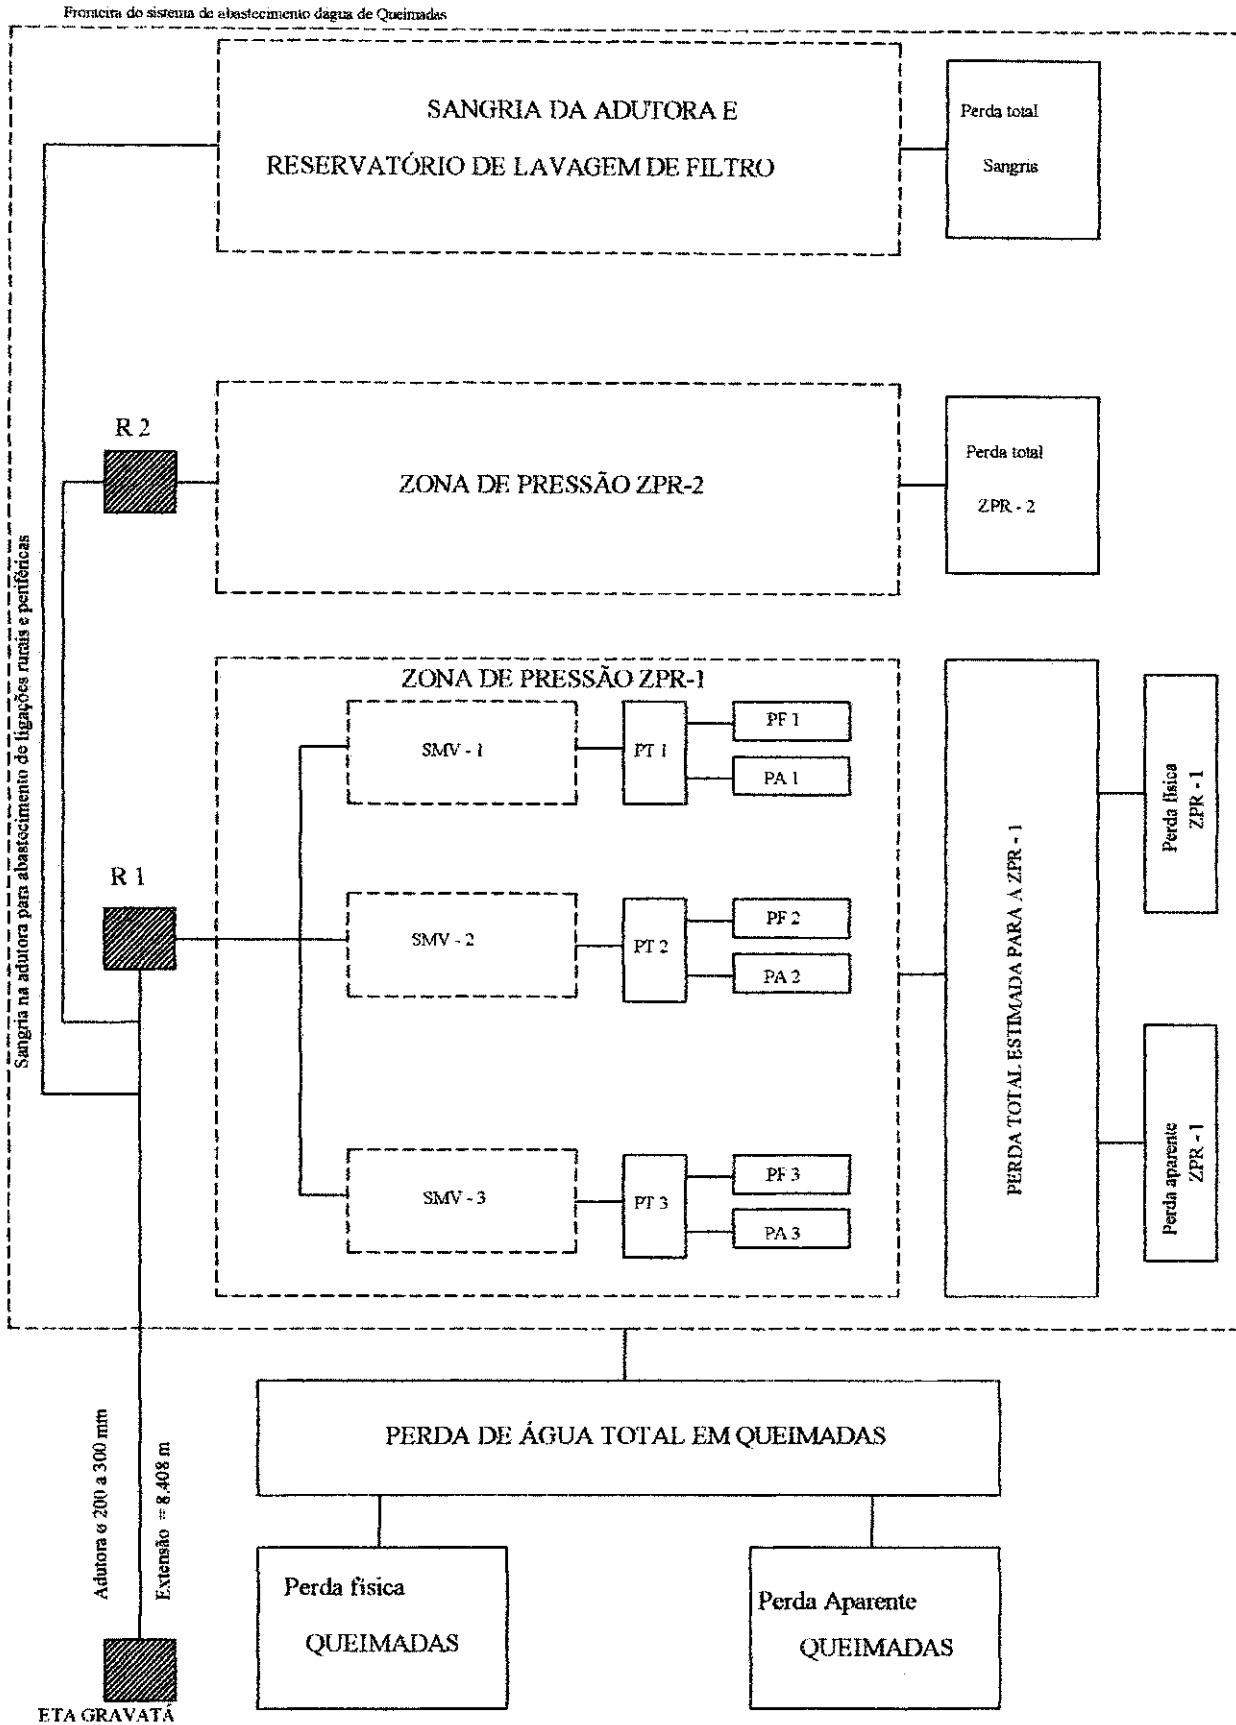 Fronteira do sistema de abastecimento dágua de Queimadas
SANGRIA DA ADUTORA E
RESERVATÓRIO DE LAVAGEM DE FILTRO
Perda total
Sangris
R 2
ZONA DE PRESSÃO ZPR-2
Perda total
ZPR - 2
Sangria na adutora para abastecimento de ligações rurais e periféricas
ZONA DE PRESSÃO ZPR-1
SMV - 1
PT 1
PF 1
PA 1
R 1
SMV - 2
PT 2
PF 2
PA 2
SMV - 3
PT 3
PF 3
PA 3
PERDA TOTAL ESTIMADA PARA A ZPR - 1
Perda física
ZPR - 1
Perda aparente
ZPR - 1
PERDA DE ÁGUA TOTAL EM QUEIMADAS
Perda física
QUEIMADAS
Perda Aparente
QUEIMADAS
Adutora ø 200 a 300 mm
Extensão = 8.408 m
ETA GRAVATÁ